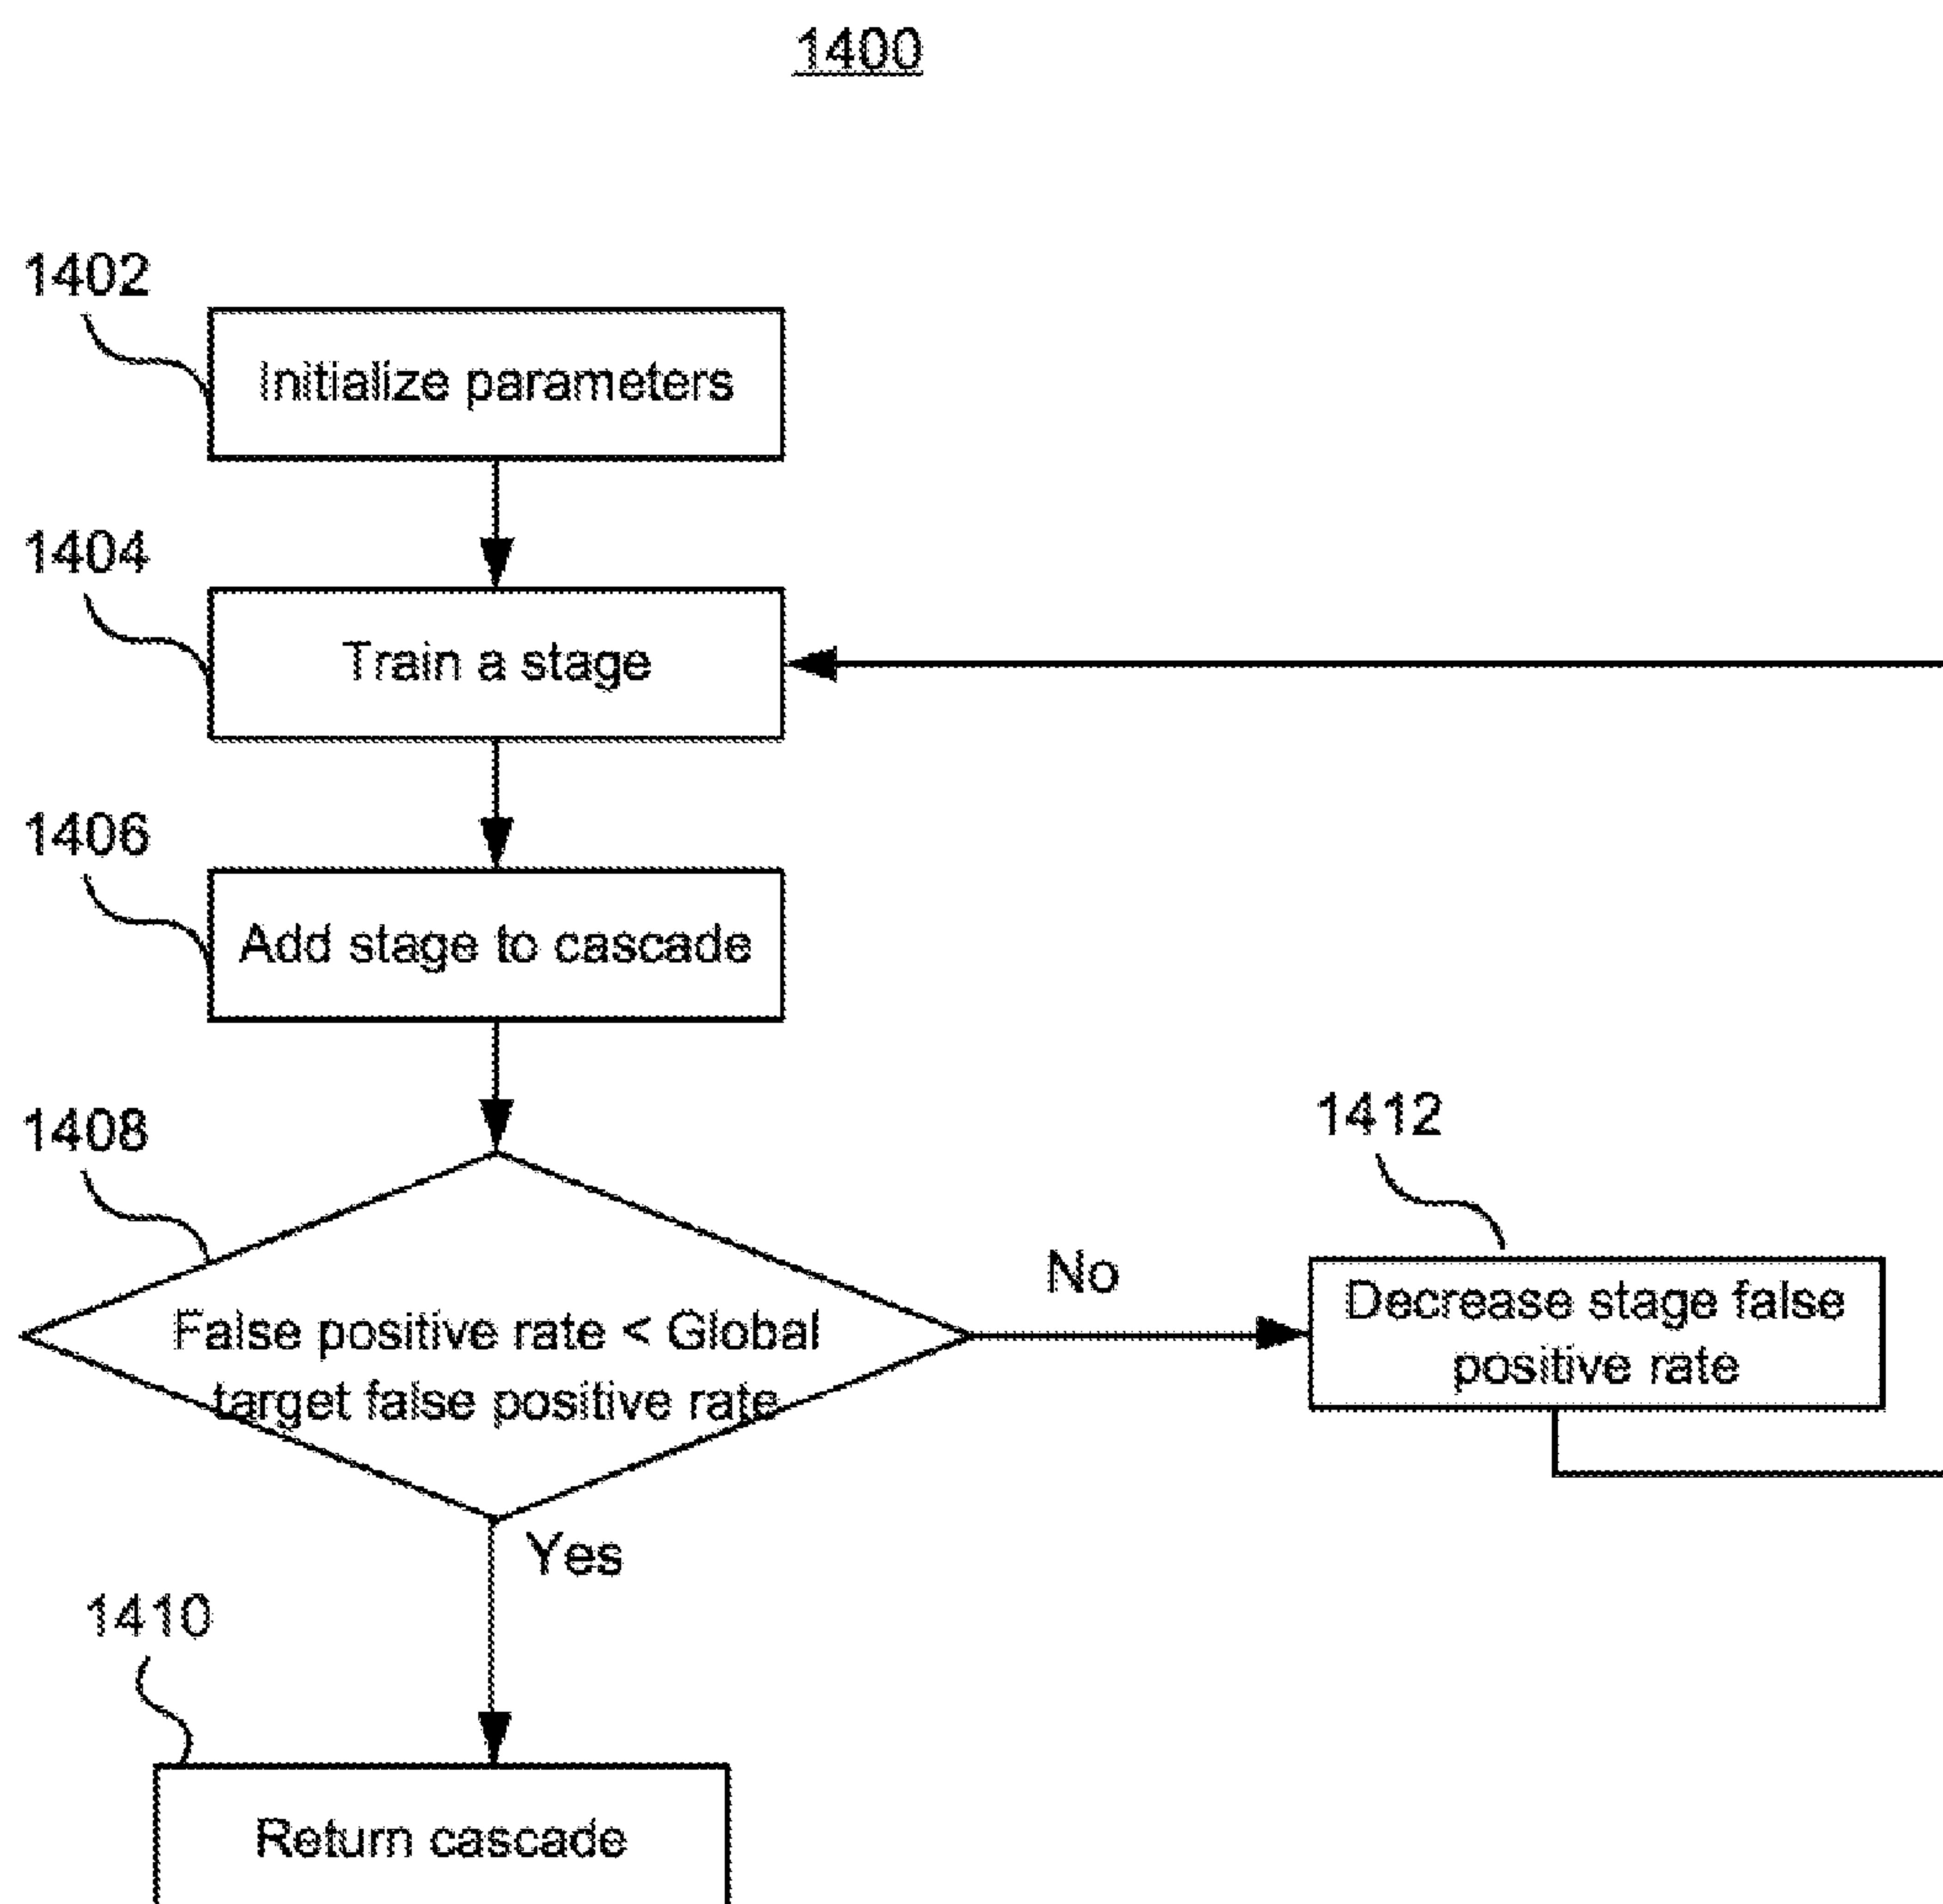 1400
1402
Initialize parameters
1404
Train a stage
1406
Add stage to cascade
1408
False positive rate < Global
target false positive rate
No
1412
Decrease stage false
positive rate
Yes
1410
Return cascade